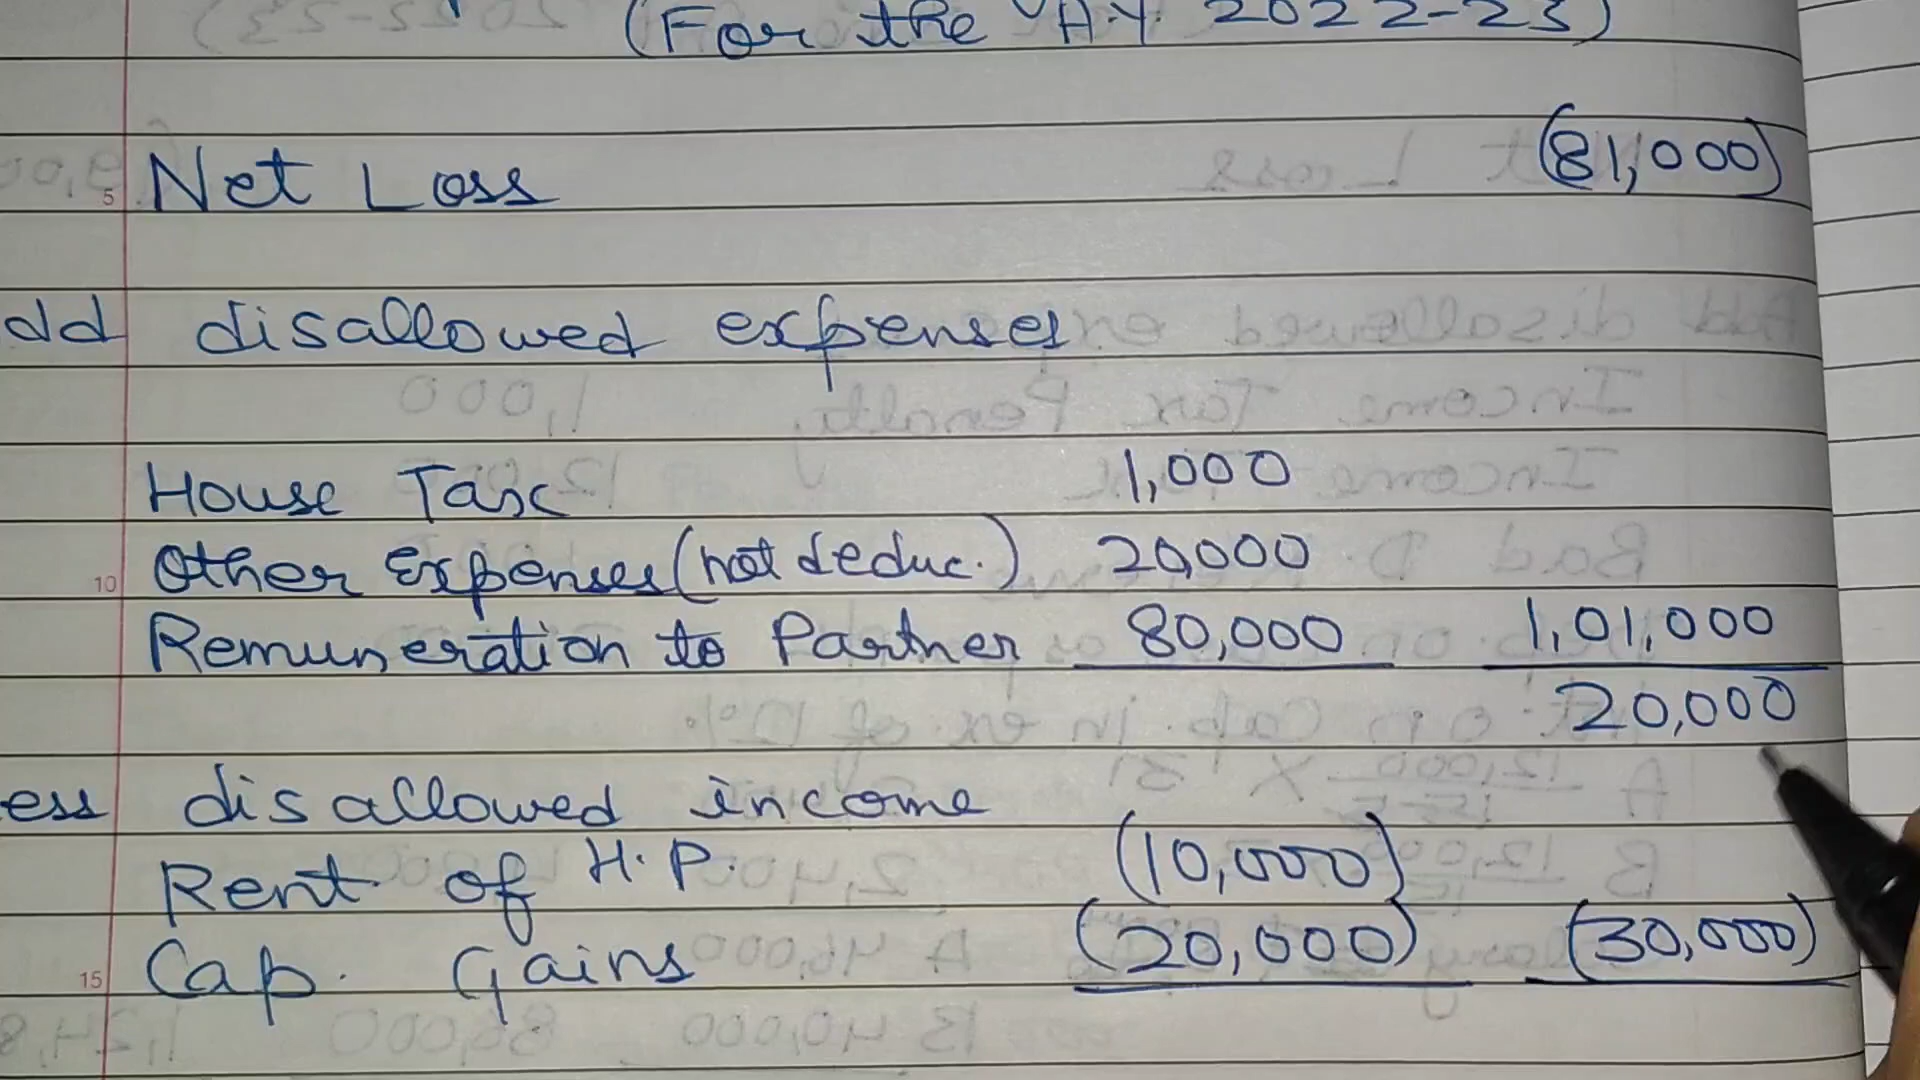 (For the A.Y. 2022-23)
Net Loss (81,000)
dd disallowed expenses
House Tax 1,000
Other Expenses (not deduc.) 20,000
Remuneration to Partner 80,000 1,01,000
20,000
ess disallowed income
Rent of H.P. (10,000)
Cap. Gains (20,000) (30,000)